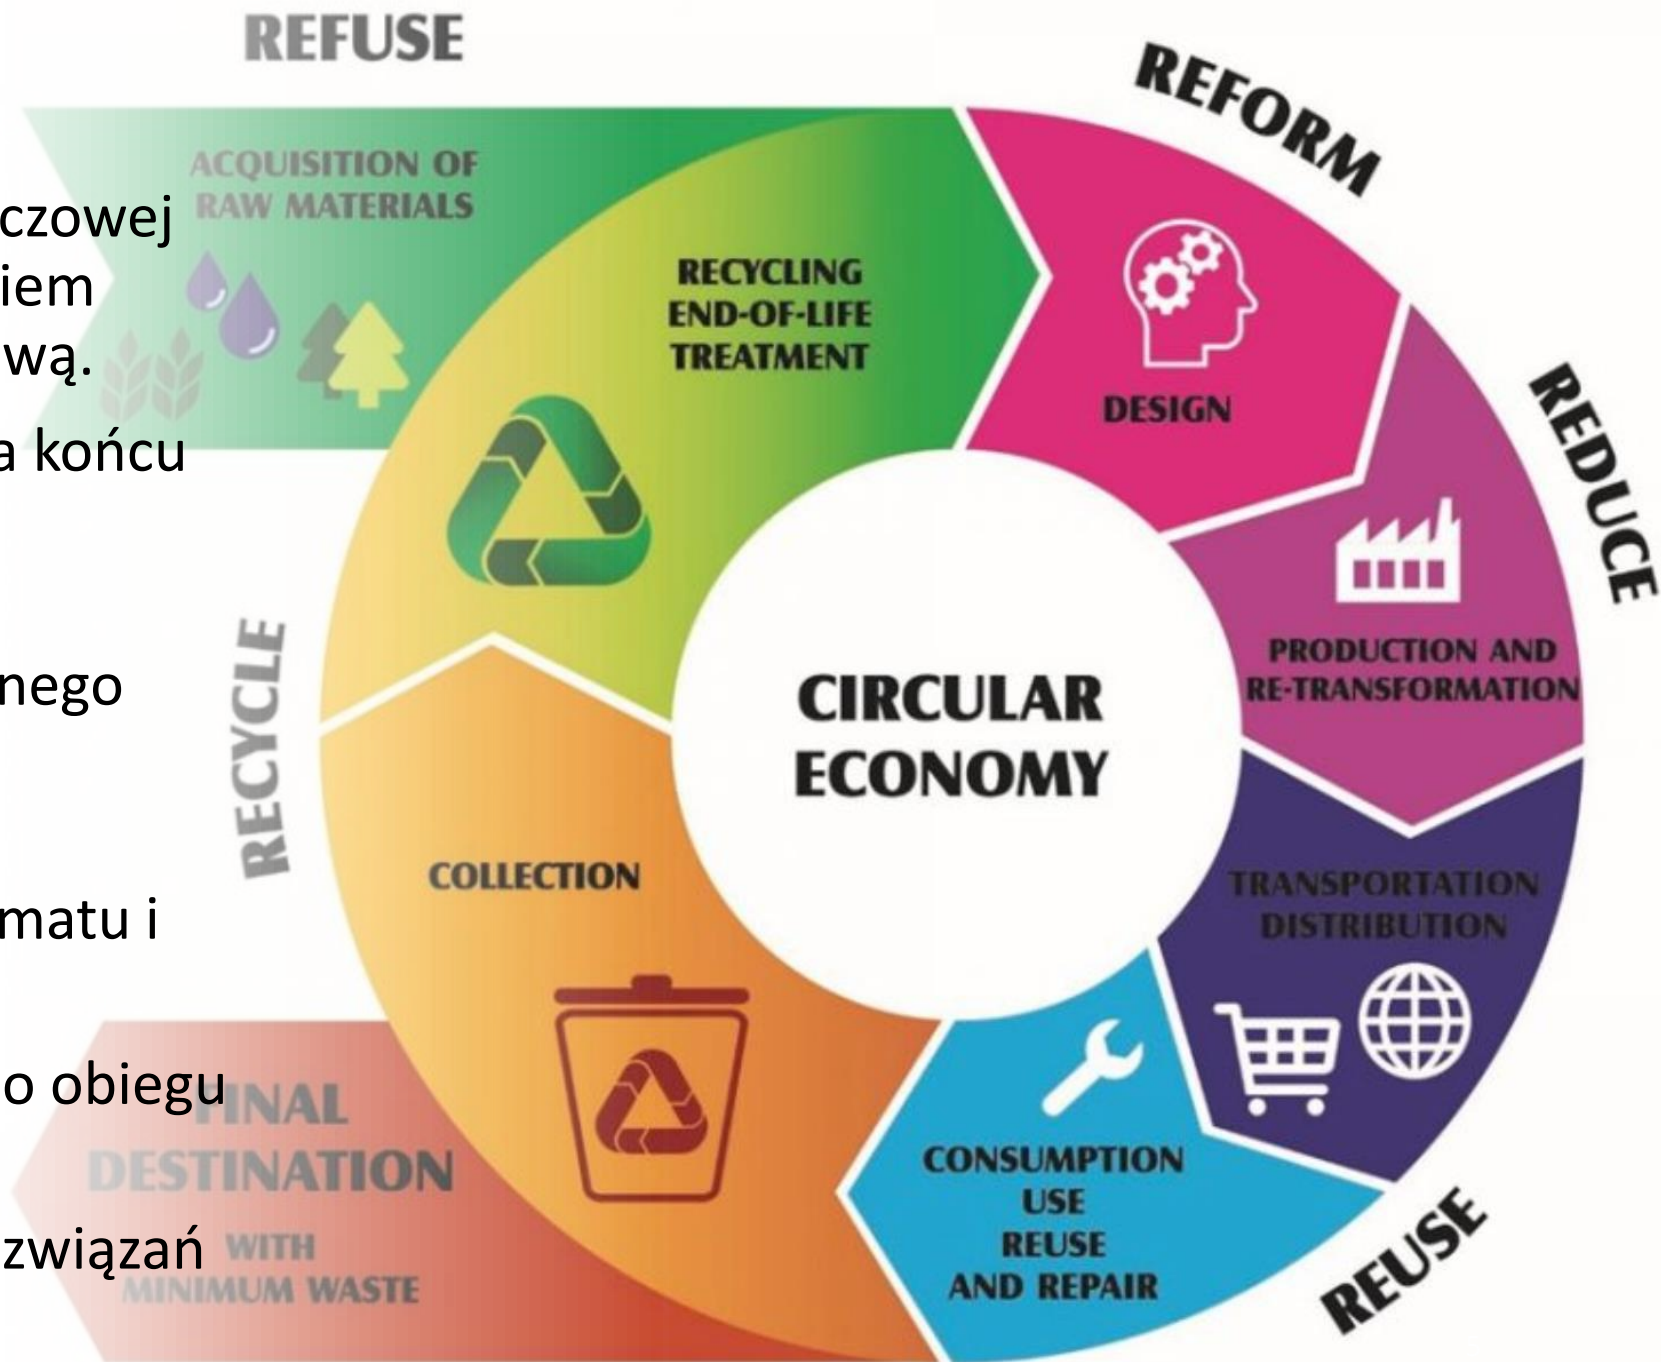 REFUSE
REFORM
REDUCE
REUSE
RECYCLE
ACQUISITION OF
RAW MATERIALS
RECYCLING
END-OF-LIFE
TREATMENT
DESIGN
PRODUCTION AND
RE-TRANSFORMATION
TRANSPORTATION
DISTRIBUTION
CONSUMPTION
USE
REUSE
AND REPAIR
COLLECTION
FINAL
DESTINATION
WITH
MINIMUM WASTE
CIRCULAR
ECONOMY
czowej
iem
wą.
a końcu
nego
matu i
o obiegu
związań